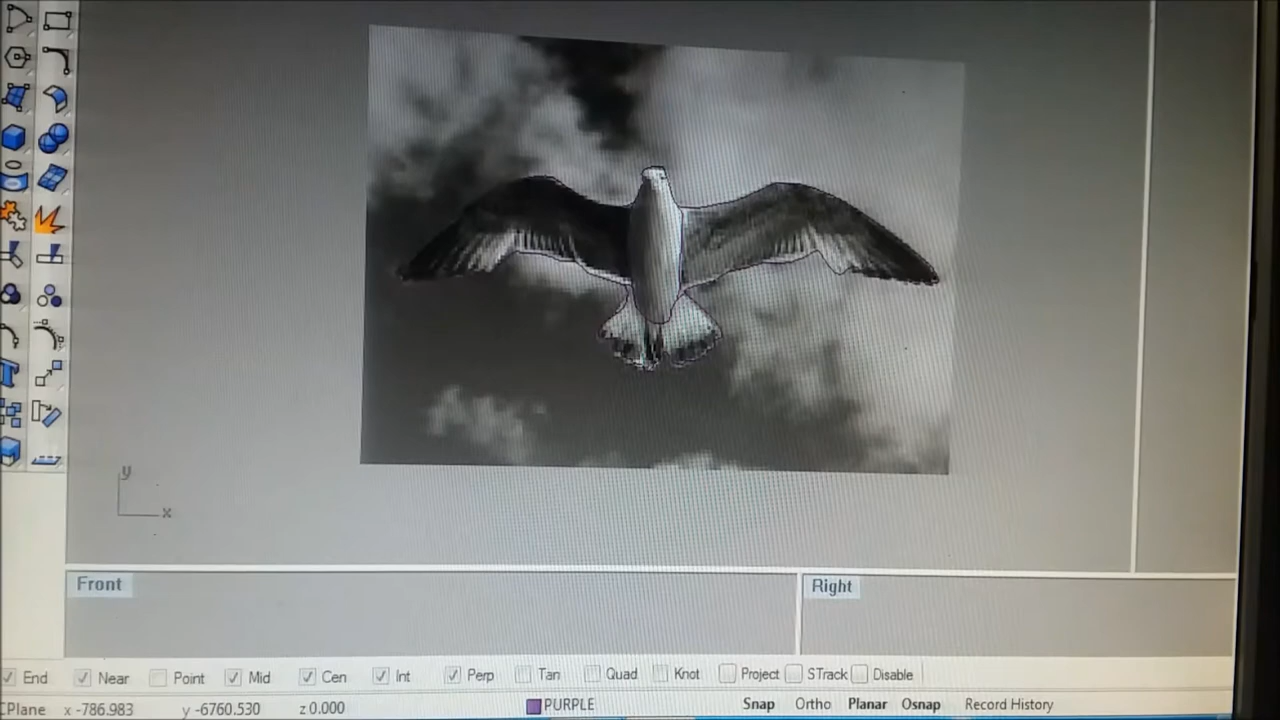 y
x
Front
Right
End Near Point Mid Cen Int Perp Tan Quad Knot Project STrack Disable
CPlane x -786.983 y -6760.530 z 0.000 PURPLE Snap Ortho Planar Osnap Record History